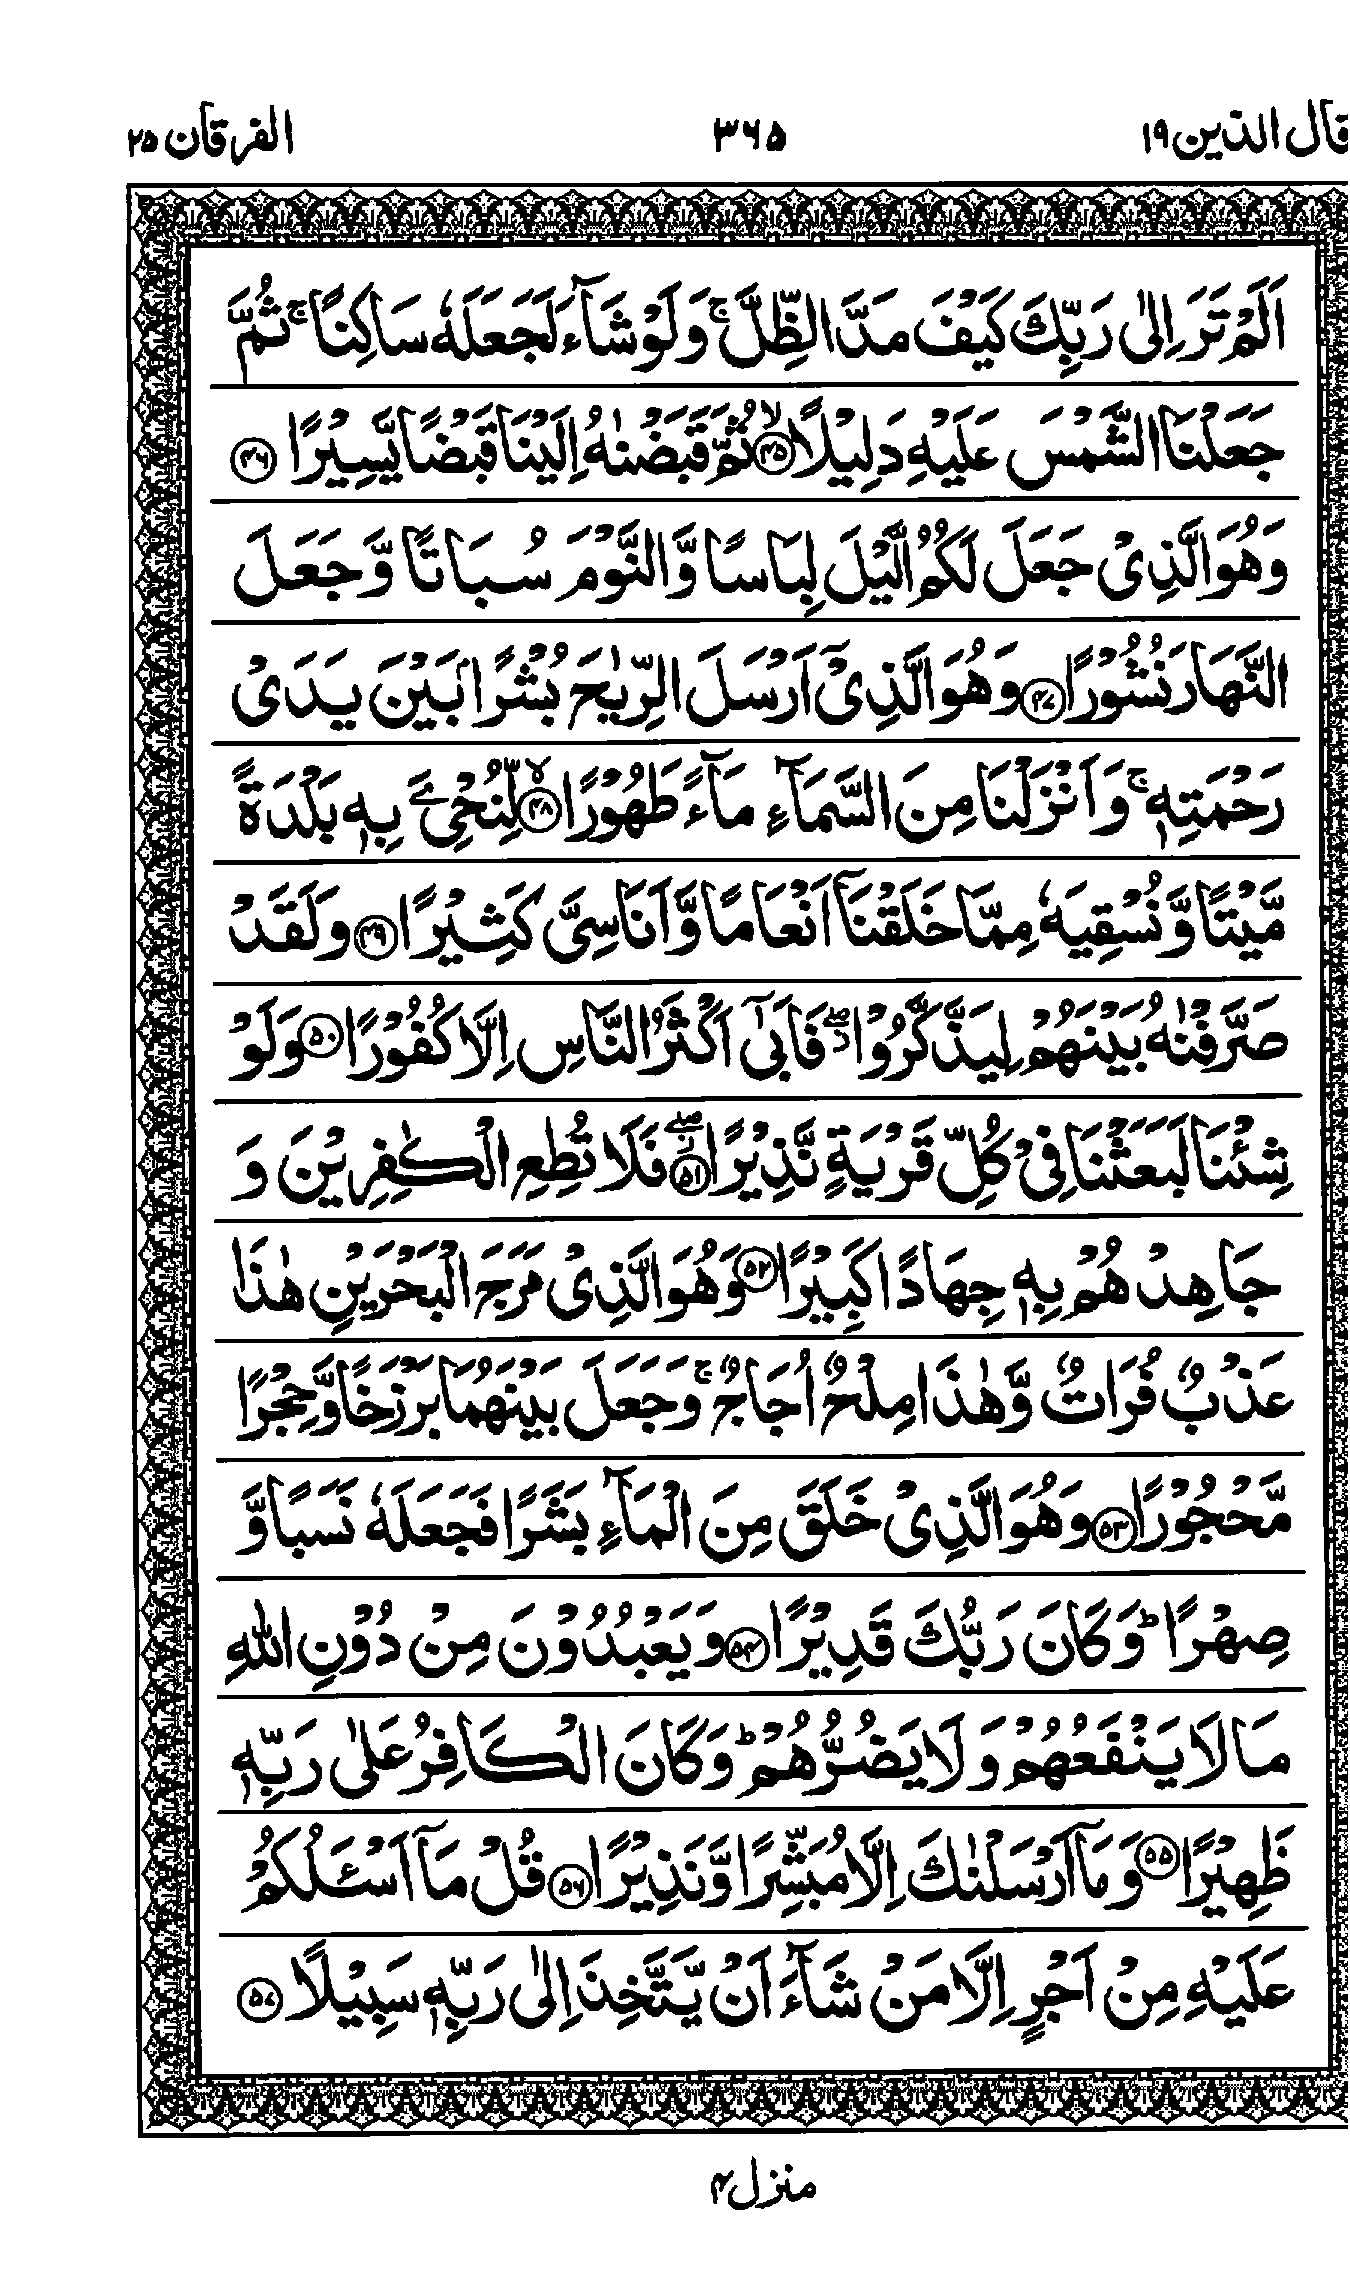 قال الذين ١٩ ٣٦٥ الفرقان ٢٥
اَلَمْ تَرَ اِلٰى رَبِّكَ كَيْفَ مَدَّ الظِّلَّ ۚ وَلَوْ شَآءَ لَجَعَلَهٗ سَاكِنًا ۚ ثُمَّ
جَعَلْنَا الشَّمْسَ عَلَيْهِ دَلِيْلًا ۙ﴿٤٥﴾ ثُمَّ قَبَضْنٰهُ اِلَيْنَا قَبْضًا يَّسِيْرًا ﴿٤٦﴾
وَهُوَ الَّذِيْ جَعَلَ لَكُمُ الَّيْلَ لِبَاسًا وَّالنَّوْمَ سُبَاتًا وَّجَعَلَ
النَّهَارَ نُشُوْرًا ﴿٤٧﴾ وَهُوَ الَّذِيْٓ اَرْسَلَ الرِّيٰحَ بُشْرًا بَيْنَ يَدَيْ
رَحْمَتِهٖ ۚ وَاَنْزَلْنَا مِنَ السَّمَآءِ مَآءً طَهُوْرًا ﴿٤٨﴾ۙ لِّنُحْيِۦَ بِهٖ بَلْدَةً
مَّيْتًا وَّنُسْقِيَهٗ مِمَّا خَلَقْنَآ اَنْعَامًا وَّاَنَاسِيَّ كَثِيْرًا ﴿٤٩﴾ وَلَقَدْ
صَرَّفْنٰهُ بَيْنَهُمْ لِيَذَّكَّرُوْا ۖ فَاَبٰٓى اَكْثَرُ النَّاسِ اِلَّا كُفُوْرًا ﴿٥٠﴾ وَلَوْ
شِئْنَا لَبَعَثْنَا فِيْ كُلِّ قَرْيَةٍ نَّذِيْرًا ﴿٥١﴾ۖ فَلَا تُطِعِ الْكٰفِرِيْنَ وَ
جَاهِدْهُمْ بِهٖ جِهَادًا كَبِيْرًا ﴿٥٢﴾ وَهُوَ الَّذِيْ مَرَجَ الْبَحْرَيْنِ هٰذَا
عَذْبٌ فُرَاتٌ وَّهٰذَا مِلْحٌ اُجَاجٌ ۚ وَجَعَلَ بَيْنَهُمَا بَرْزَخًا وَّحِجْرًا
مَّحْجُوْرًا ﴿٥٣﴾ وَهُوَ الَّذِيْ خَلَقَ مِنَ الْمَآءِ بَشَرًا فَجَعَلَهٗ نَسَبًا وَّ
صِهْرًا ؕ وَكَانَ رَبُّكَ قَدِيْرًا ﴿٥٤﴾ وَيَعْبُدُوْنَ مِنْ دُوْنِ اللّٰهِ
مَا لَا يَنْفَعُهُمْ وَلَا يَضُرُّهُمْ ؕ وَكَانَ الْكَافِرُ عَلٰى رَبِّهٖ
ظَهِيْرًا ﴿٥٥﴾ وَمَآ اَرْسَلْنٰكَ اِلَّا مُبَشِّرًا وَّنَذِيْرًا ﴿٥٦﴾ قُلْ مَآ اَسْـَٔلُكُمْ
عَلَيْهِ مِنْ اَجْرٍ اِلَّا مَنْ شَآءَ اَنْ يَّتَّخِذَ اِلٰى رَبِّهٖ سَبِيْلًا ﴿٥٧﴾
منزل ٤